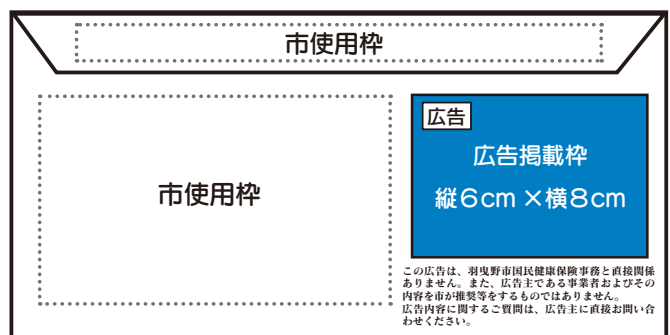 市使用枠
市使用枠
広告
広告掲載枠
縦6cm×横8cm
この広告は、羽曳野市国民健康保険事務と直接関係
ありません。また、広告主である事業者およびその
内容を市が推奨等をするものではありません。
広告内容に関するご質問は、広告主に直接お問い合
わせください。